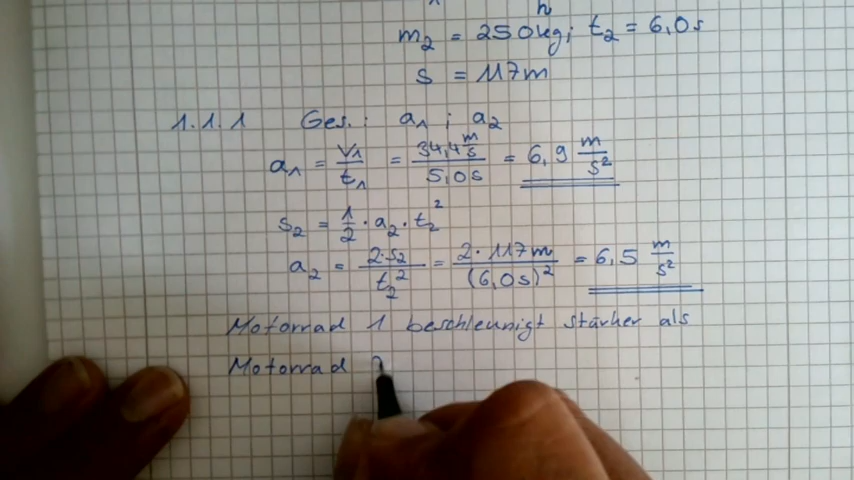 m₂ = 250kg; t₂ = 6,0s
s = 117m
1.1.1 Ges.: a₁ ; a₂
a₁ = v₁/t₁ = 34,4 m/s / 5,0s = 6,9 m/s²
s₂ = 1/2 · a₂ · t₂²
a₂ = 2·s₂/t₂² = 2·117m/(6,0s)² = 6,5 m/s²
Motorrad 1 beschleunigt stärker als
Motorrad